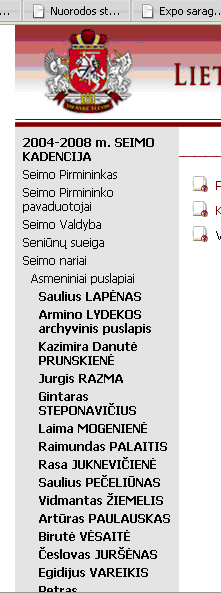 Nuorodos st... Expo sarag...
LIET
2004-2008 m. SEIMO
KADENCIJA
Seimo Pirmininkas
Seimo Pirmininko
pavaduotojai
Seimo Valdyba
Seniūnų sueiga
Seimo nariai
Asmeniniai puslapiai
Saulius LAPĖNAS
Armino LYDEKOS
archyvinis puslapis
Kazimira Danutė
PRUNSKIENĖ
Jurgis RAZMA
Gintaras
STEPONAVIČIUS
Laima MOGENIENĖ
Raimundas PALAITIS
Rasa JUKNEVIČIENĖ
Saulius PEČELIŪNAS
Vidmantas ŽIEMELIS
Artūras PAULAUSKAS
Birutė VĖSAITĖ
Česlovas JURŠĖNAS
Egidijus VAREIKIS
Petras